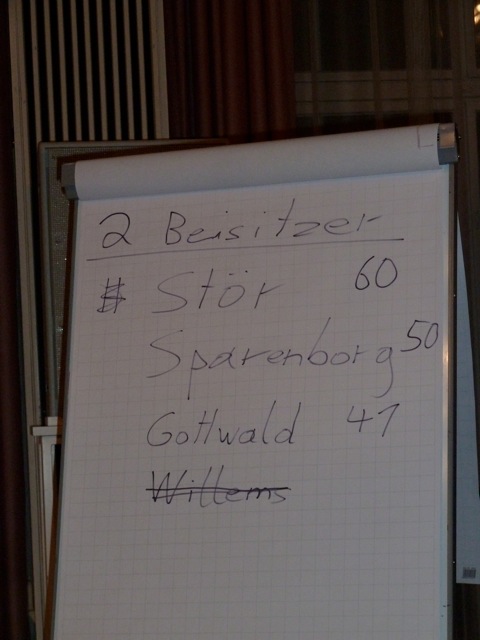 2 Beisitzer
Stör 60
Sparenborg 50
Gottwald 41
Willems